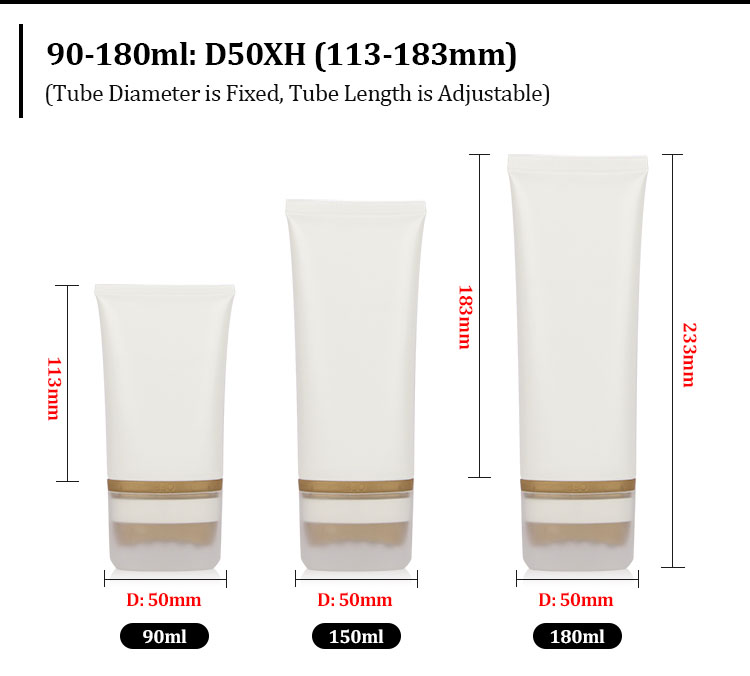 90-180ml: D50XH (113-183mm)
(Tube Diameter is Fixed, Tube Length is Adjustable)
113mm
183mm
233mm
D: 50mm
D: 50mm
D: 50mm
90ml
150ml
180ml